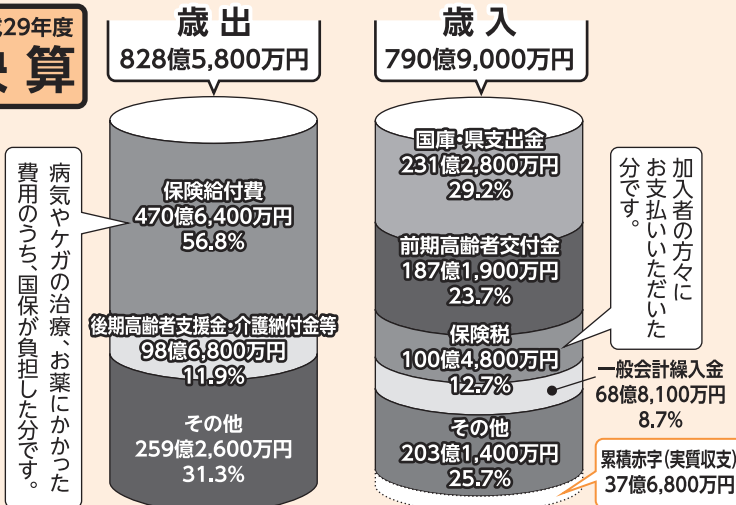 29年度
決算
歳出
828億5,800万円
歳入
790億9,000万円
病気やケガの治療、お薬にかかった
費用のうち、国保が負担した分です。
保険給付費
470億6,400万円
56.8%
後期高齢者支援金・介護納付金等
98億6,800万円
11.9%
その他
259億2,600万円
31.3%
国庫・県支出金
231億2,800万円
29.2%
前期高齢者交付金
187億1,900万円
23.7%
保険税
100億4,800万円
12.7%
その他
203億1,400万円
25.7%
加入者の方々に
お支払いいただいた
分です。
一般会計繰入金
68億8,100万円
8.7%
累積赤字(実質収支)
37億6,800万円